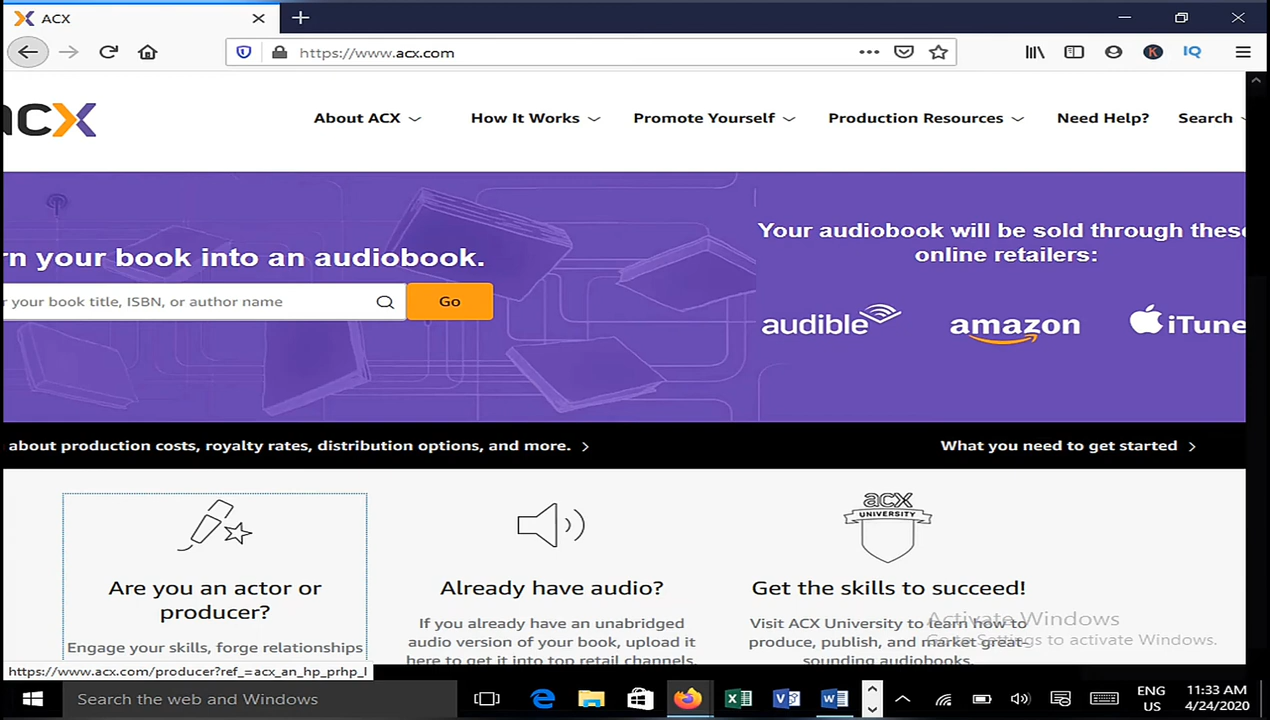 ACX
https://www.acx.com
acx
About ACX
How It Works
Promote Yourself
Production Resources
Need Help?
Search
rn your book into an audiobook.
r your book title, ISBN, or author name
Go
Your audiobook will be sold through these
online retailers:
audible
amazon
iTune
about production costs, royalty rates, distribution options, and more.
What you need to get started
Are you an actor or
producer?
Engage your skills, forge relationships
Already have audio?
If you already have an unabridged
audio version of your book, upload it
here to get it into top retail channels.
acx
UNIVERSITY
Get the skills to succeed!
Visit ACX University to learn how to
produce, publish, and market great-
sounding audiobooks.
Activate Windows
Go to Settings to activate Windows.
https://www.acx.com/producer?ref_=acx_an_hp_prhp_l
Search the web and Windows
ENG
US
11:33 AM
4/24/2020